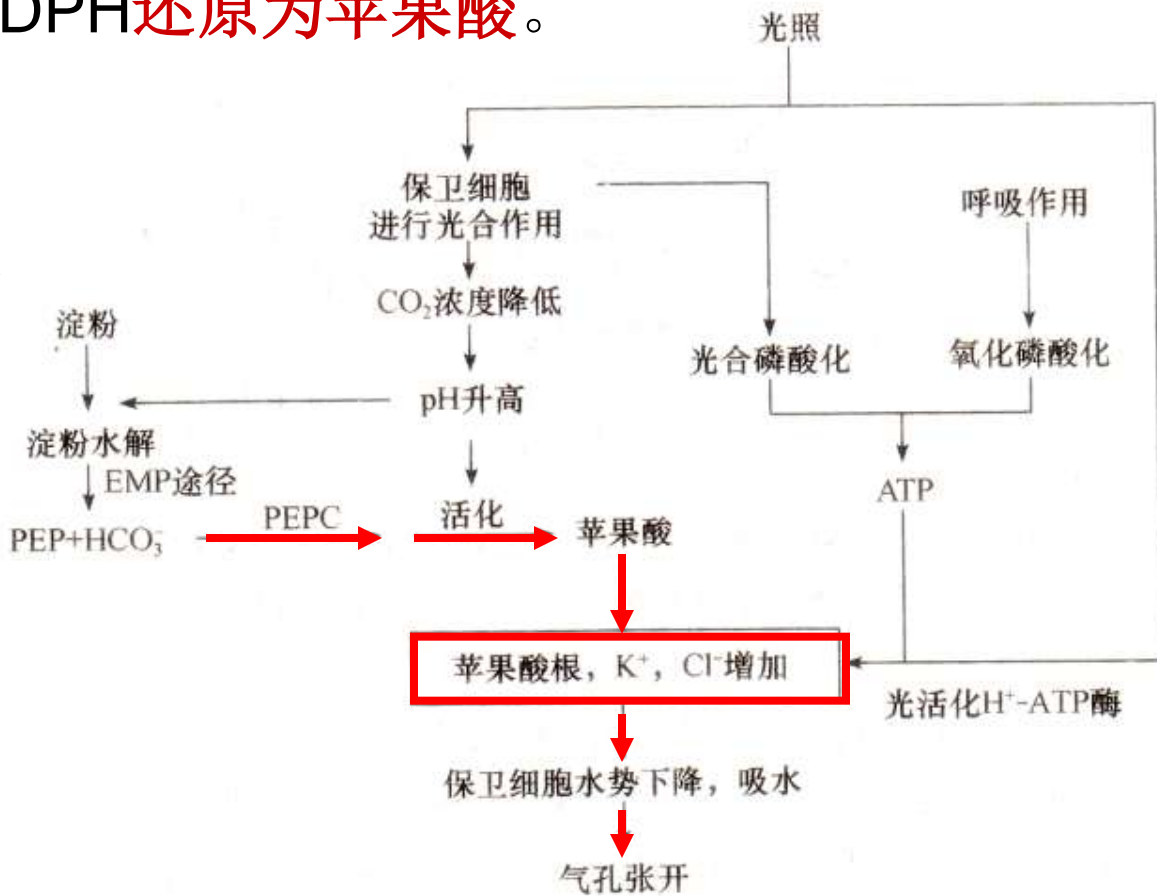 DPH还原为苹果酸。
光照
保卫细胞
进行光合作用
呼吸作用
CO₂浓度降低
淀粉
光合磷酸化
氧化磷酸化
pH升高
淀粉水解
EMP途径
ATP
PEPC
活化
PEP+HCO₃⁻
苹果酸
苹果酸根，K⁺，Cl⁻增加
光活化H⁺-ATP酶
保卫细胞水势下降，吸水
气孔张开